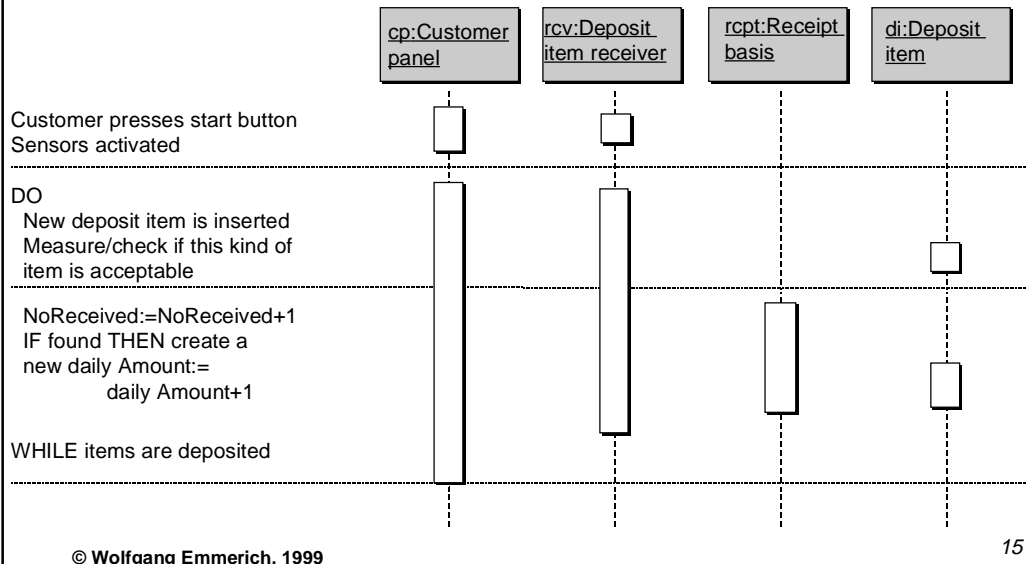 cp:Customer
panel
rcv:Deposit
item receiver
rcpt:Receipt
basis
di:Deposit
item
Customer presses start button
Sensors activated
DO
New deposit item is inserted
Measure/check if this kind of
item is acceptable
NoReceived:=NoReceived+1
IF found THEN create a
new daily Amount:=
daily Amount+1
WHILE items are deposited
© Wolfgang Emmerich, 1999
15